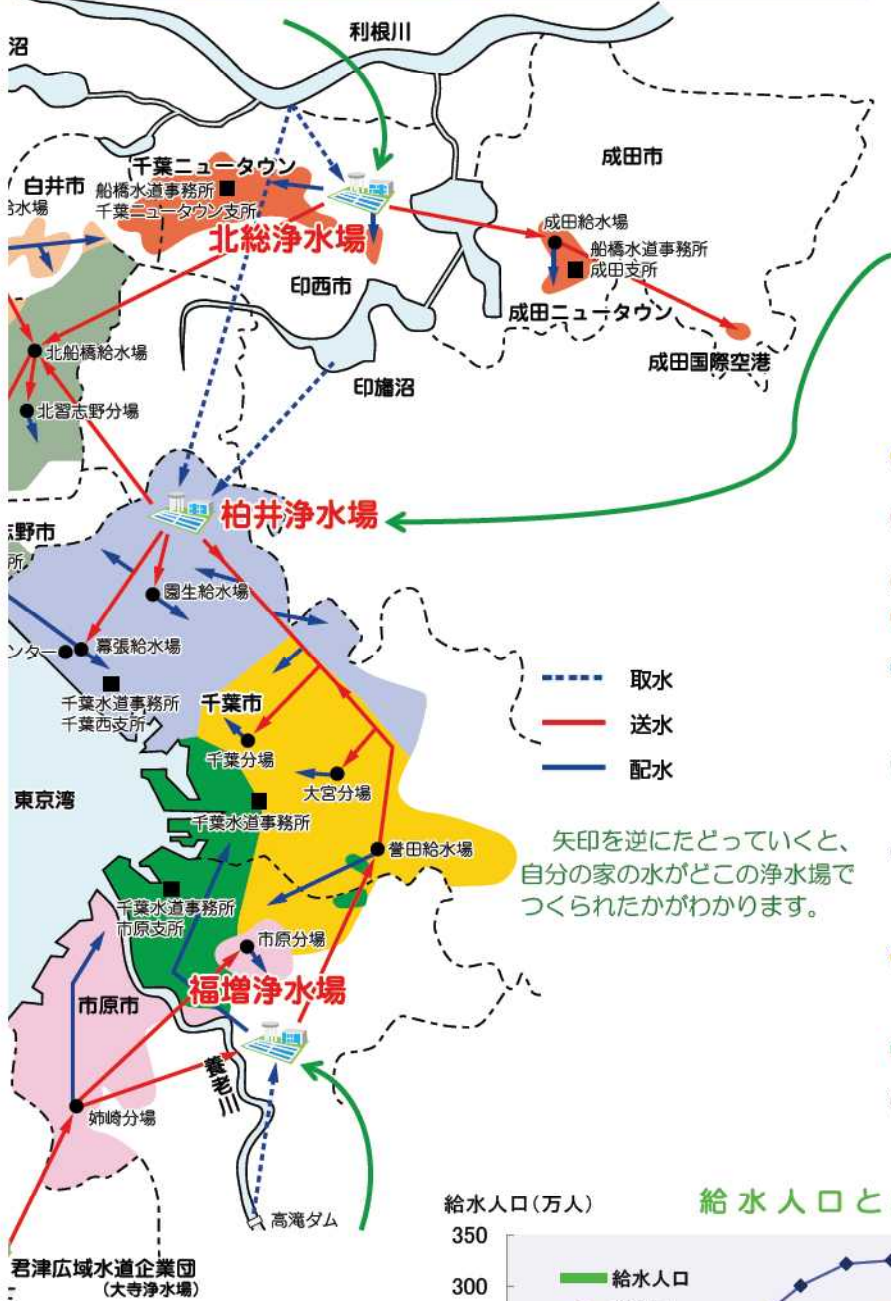 利根川
沼
成田市
千葉ニュータウン
白井市
船橋水道事務所
千葉ニュータウン支所
給水場
成田給水場
北総浄水場
船橋水道事務所
成田支所
印西市
成田ニュータウン
北船橋給水場
成田国際空港
印旛沼
北習志野分場
柏井浄水場
志野市
所
園生給水場
ンター
幕張給水場
取水
千葉水道事務所
千葉西支所
千葉市
送水
千葉分場
配水
東京湾
大宮分場
千葉水道事務所
誉田給水場
矢印を逆にたどっていくと、
自分の家の水がどこの浄水場で
つくられたかがわかります。
千葉水道事務所
市原支所
市原分場
福増浄水場
市原市
養老川
姉崎分場
高滝ダム
君津広域水道企業団
(大寺浄水場)
給水人口(万人)
給水人口と
350
給水人口
300